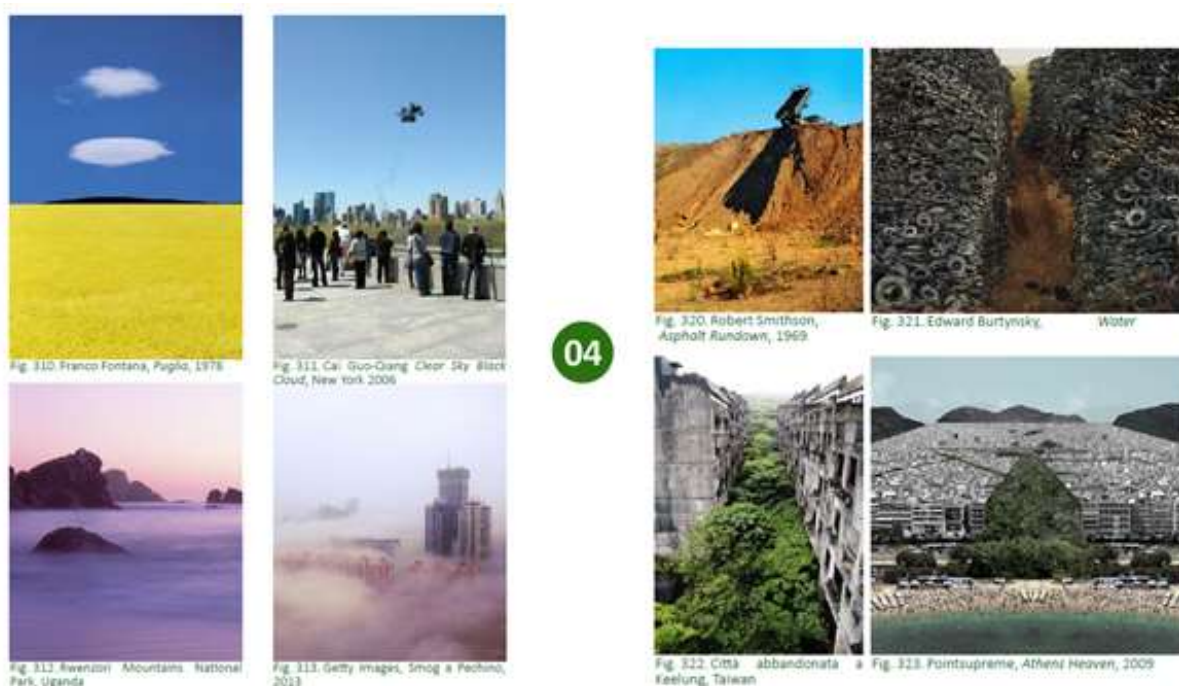 Fig. 310. Franco Fontana, Puglia, 1978
Fig. 311. Cai Guo-Qiang Clear Sky Black
Cloud, New York 2006
Fig. 312. Rwenzori Mountains National
Park, Uganda
Fig. 313. Getty Images, Smog a Pechino,
2013
04
Fig. 320. Robert Smithson,
Asphalt Rundown, 1969
Fig. 321. Edward Burtynsky, Water
Fig. 322. Città abbandonata a
Keelung, Taiwan
Fig. 323. Pointsupreme, Athens Heaven, 2009